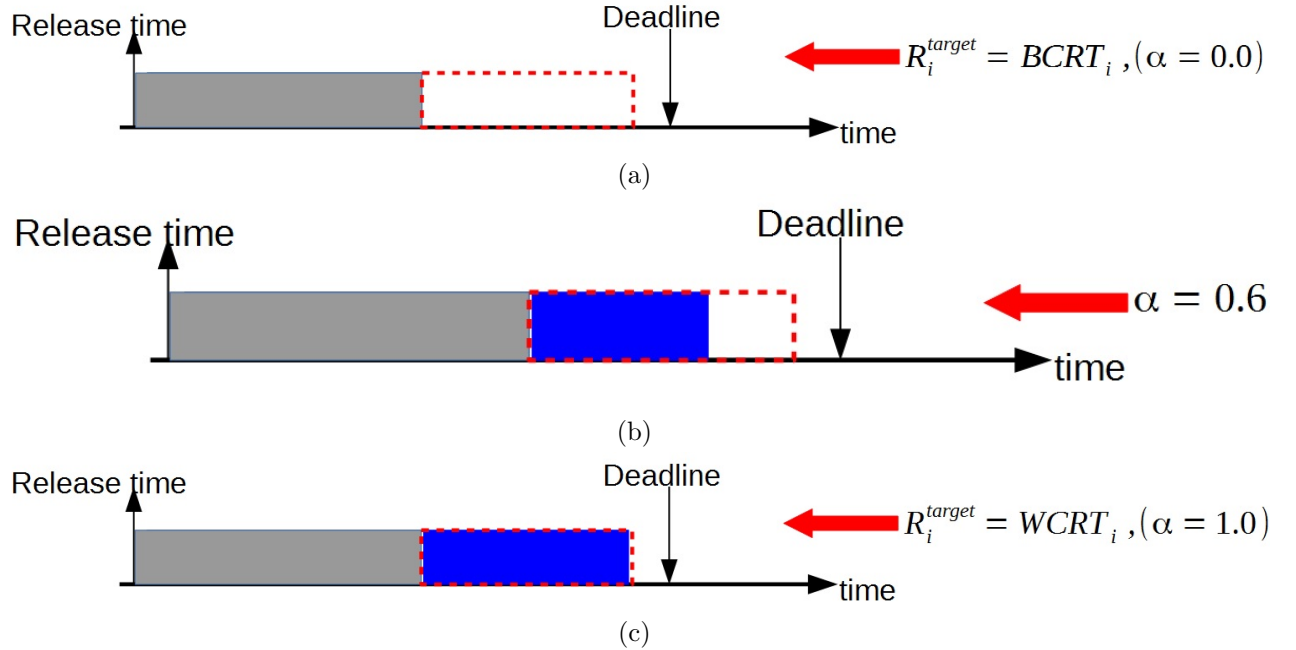 Release time
Deadline
R_i^{target} = BCRT_i ,(α = 0.0)
time
(a)
Release time
Deadline
α = 0.6
time
(b)
Release time
Deadline
R_i^{target} = WCRT_i ,(α = 1.0)
time
(c)